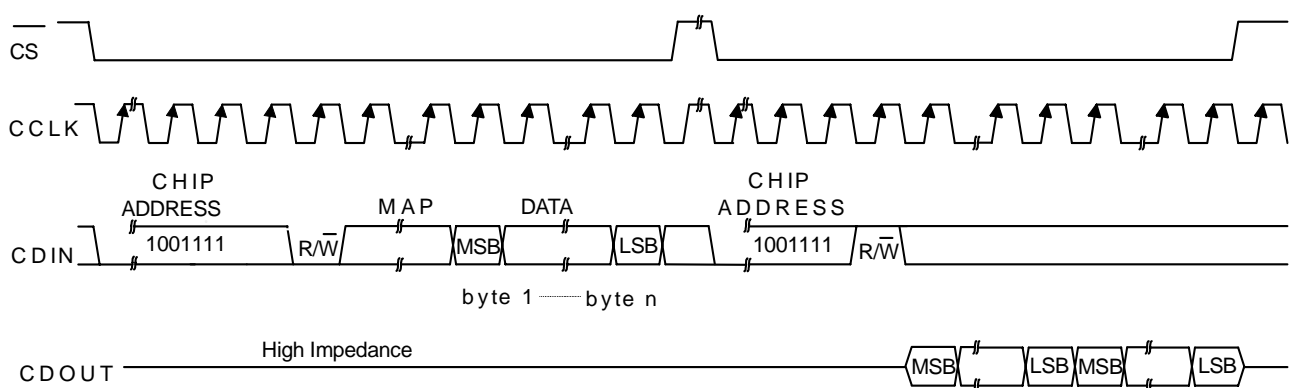 CS
CCLK
CHIP
ADDRESS
MAP
DATA
CHIP
ADDRESS
CDIN
1001111
R/W
MSB
LSB
1001111
R/W
byte 1
byte n
High Impedance
CDOUT
MSB
LSB
MSB
LSB